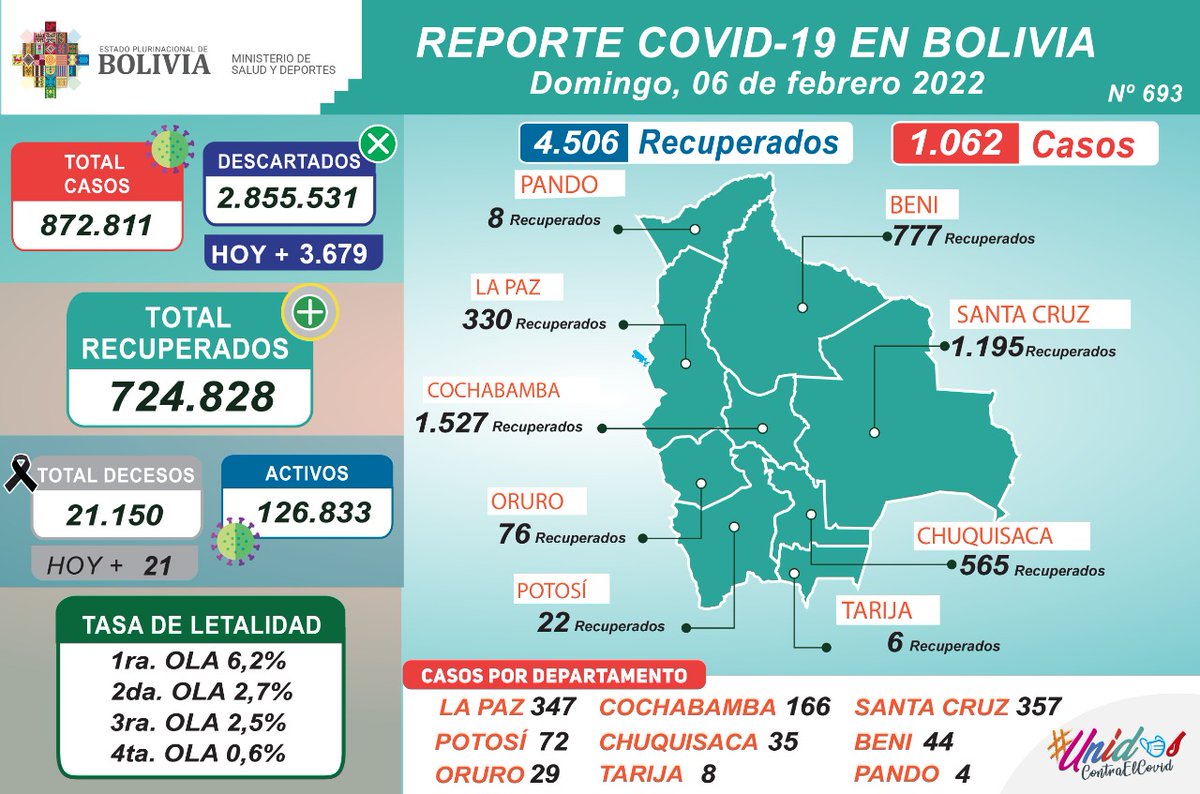 ESTADO PLURINACIONAL DE
BOLIVIA
MINISTERIO DE
SALUD Y DEPORTES
REPORTE COVID-19 EN BOLIVIA
Domingo, 06 de febrero 2022
Nº 693
TOTAL
CASOS
872.811
DESCARTADOS
2.855.531
HOY + 3.679
TOTAL
RECUPERADOS
724.828
TOTAL DECESOS
21.150
HOY + 21
ACTIVOS
126.833
TASA DE LETALIDAD
1ra. OLA 6,2%
2da. OLA 2,7%
3ra. OLA 2,5%
4ta. OLA 0,6%
4.506 Recuperados
1.062 Casos
PANDO
8 Recuperados
BENI
777 Recuperados
LA PAZ
330 Recuperados
SANTA CRUZ
1.195 Recuperados
COCHABAMBA
1.527 Recuperados
ORURO
76 Recuperados
CHUQUISACA
565 Recuperados
POTOSÍ
22 Recuperados
TARIJA
6 Recuperados
CASOS POR DEPARTAMENTO
LA PAZ 347 COCHABAMBA 166 SANTA CRUZ 357
POTOSÍ 72 CHUQUISACA 35 BENI 44
ORURO 29 TARIJA 8 PANDO 4
#Unidos
ContraElCovid